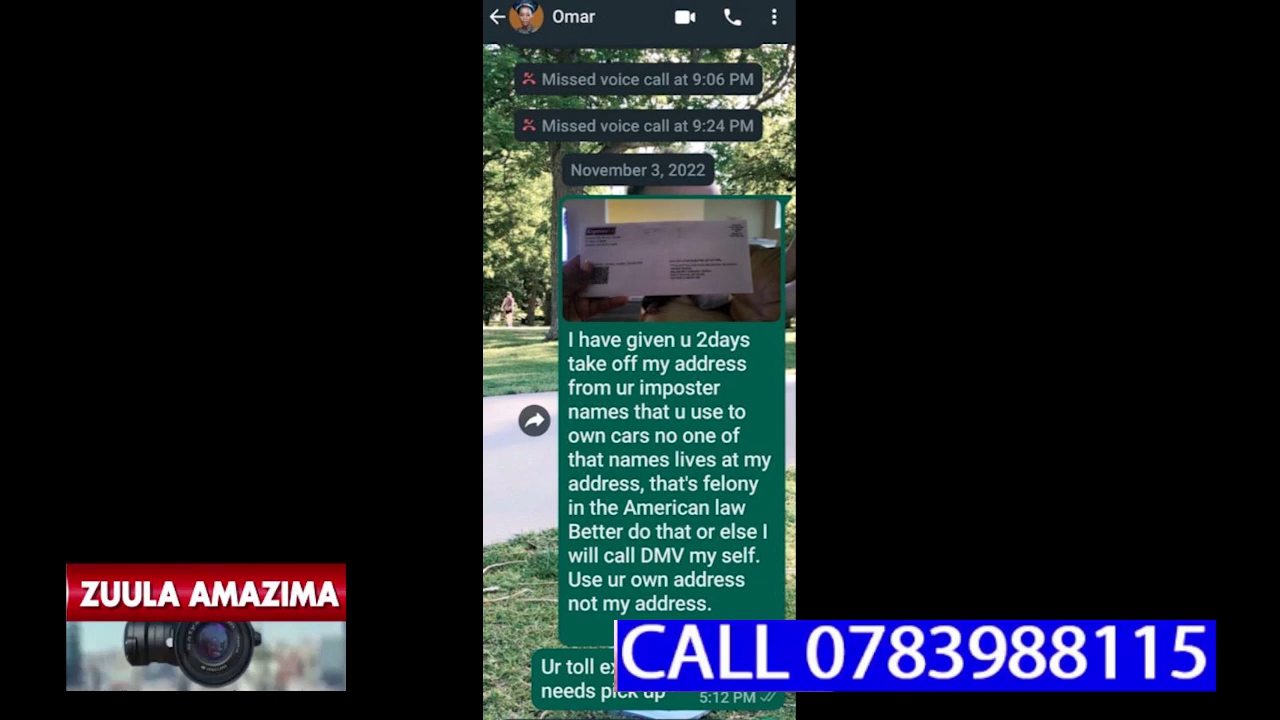 Omar
Missed voice call at 9:06 PM
Missed voice call at 9:24 PM
November 3, 2022
I have given u 2days
take off my address
from ur imposter
names that u use to
own cars no one of
that names lives at my
address, that's felony
in the American law
Better do that or else I
will call DMV my self.
Use ur own address
not my address.
Ur toll
needs pick up
5:12 PM
ZUULA AMAZIMA
CALL 0783988115